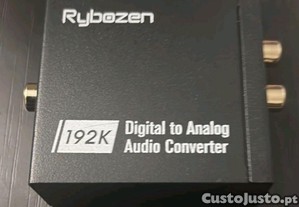 Rybozen
192K
Digital to Analog
Audio Converter
CustoJusto.pt